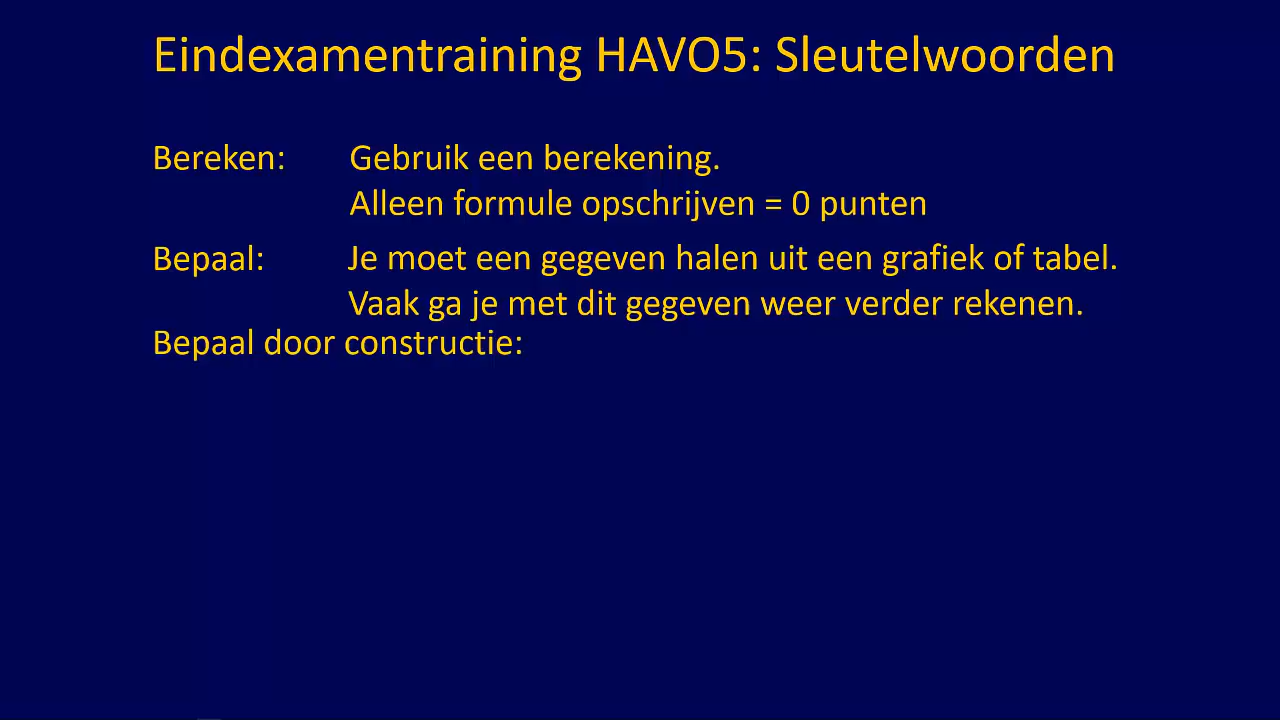 Eindexamentraining HAVO5: Sleutelwoorden
Bereken: Gebruik een berekening.
Alleen formule opschrijven = 0 punten
Bepaal: Je moet een gegeven halen uit een grafiek of tabel.
Vaak ga je met dit gegeven weer verder rekenen.
Bepaal door constructie: